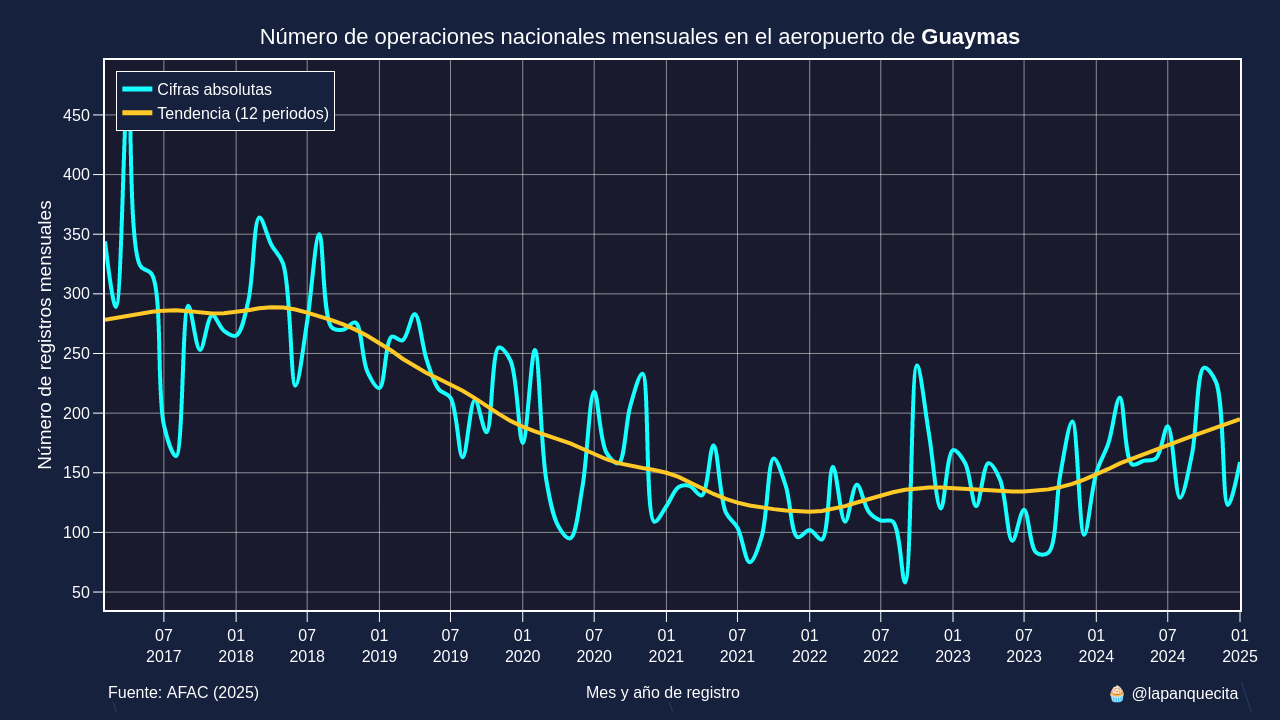 Número de operaciones nacionales mensuales en el aeropuerto de Guaymas
Cifras absolutas
Tendencia (12 periodos)
450
400
350
300
250
200
150
100
50
Número de registros mensuales
07 01 07 01 07 01 07 01 07 01 07 01 07 01 07 01
2017 2018 2018 2019 2019 2020 2020 2021 2021 2022 2022 2023 2023 2024 2024 2025
Fuente: AFAC (2025)
Mes y año de registro
🧁 @lapanquecita